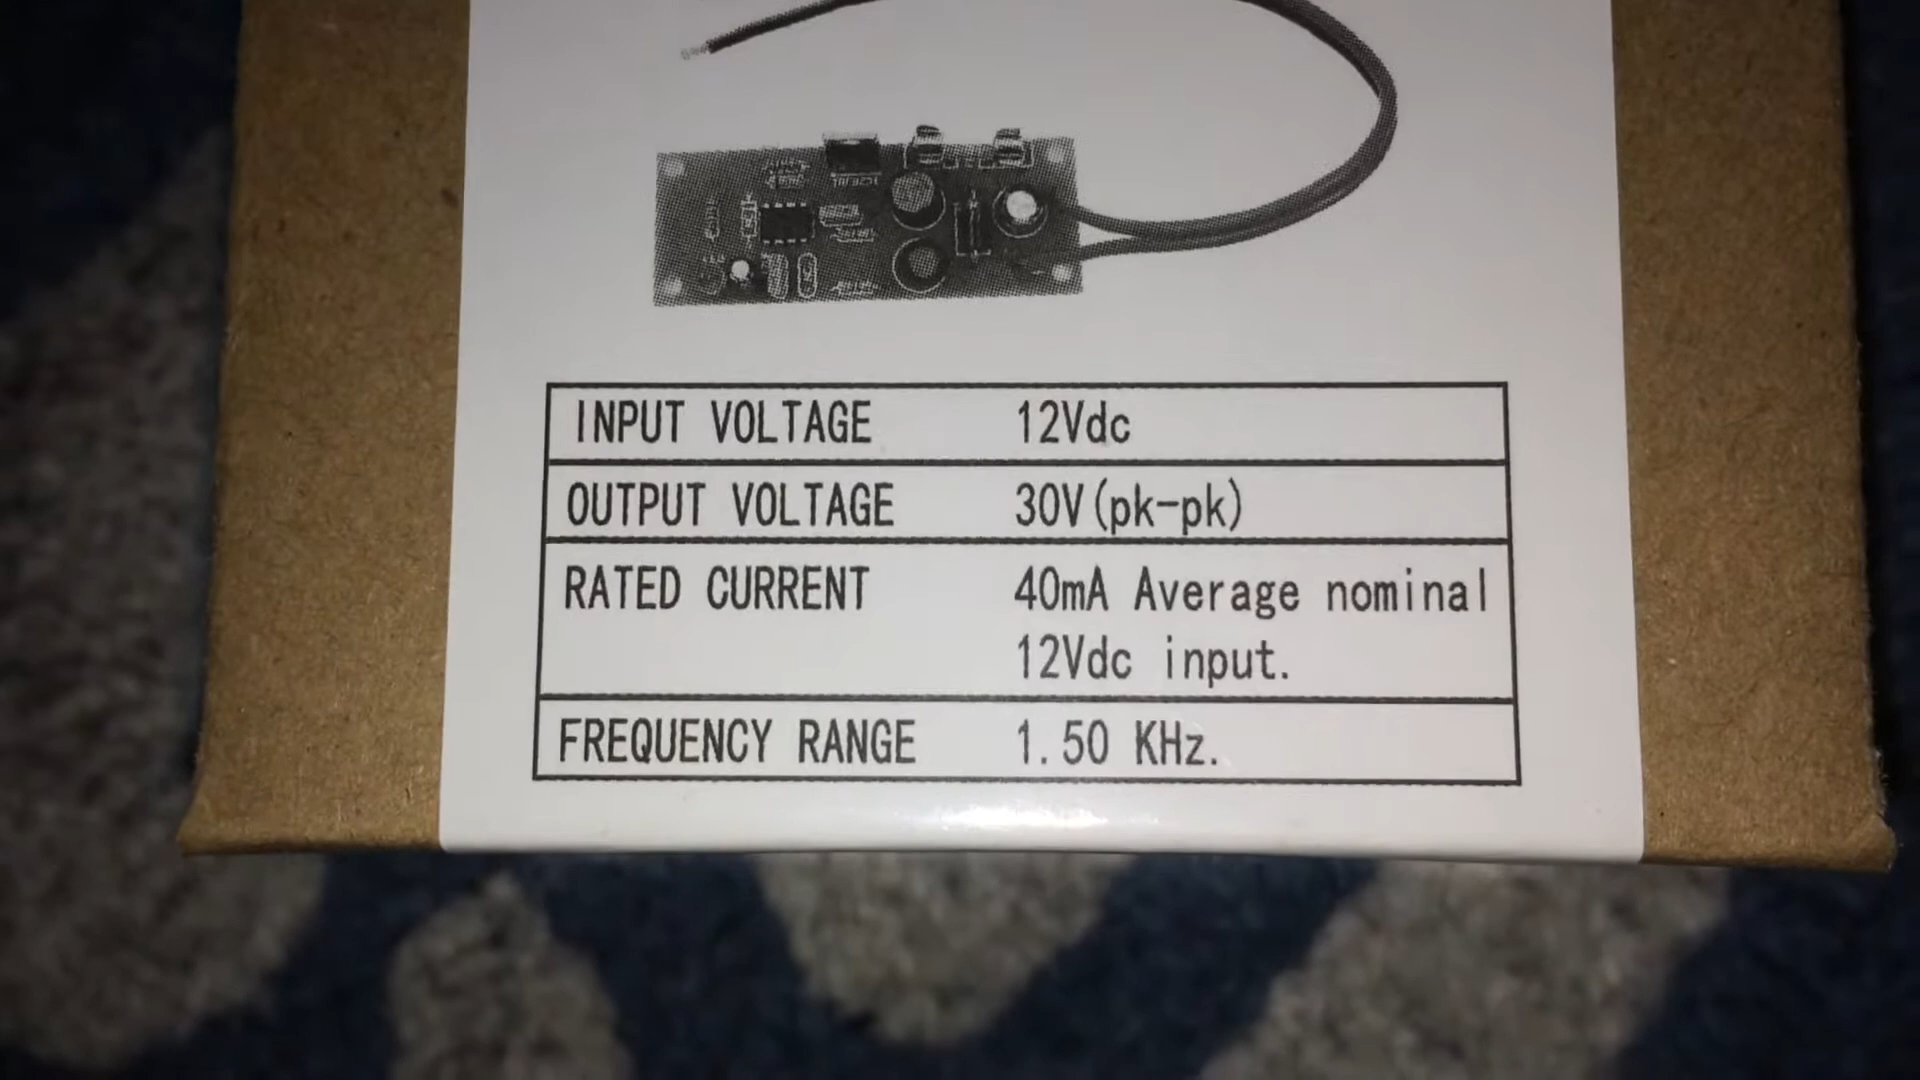 INPUT VOLTAGE 12Vdc
OUTPUT VOLTAGE 30V(pk-pk)
RATED CURRENT 40mA Average nominal
12Vdc input.
FREQUENCY RANGE 1.50 KHz.